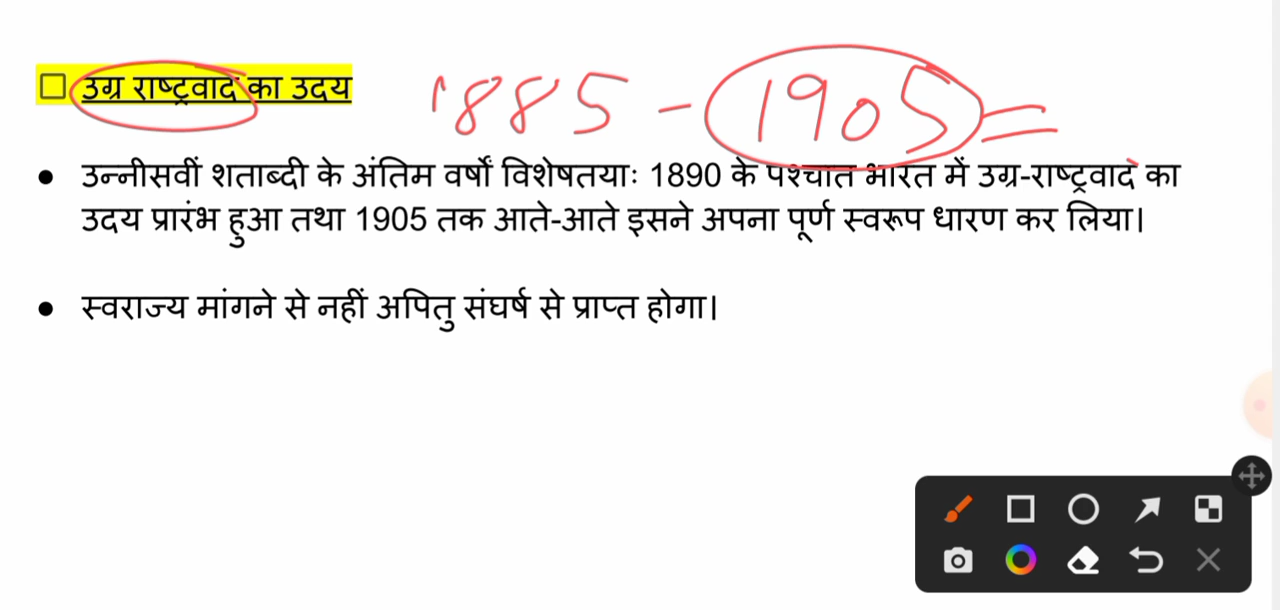 उग्र राष्ट्रवाद का उदय 1885 - 1905 =
• उन्नीसवीं शताब्दी के अंतिम वर्षों विशेषतयाः 1890 के पश्चात भारत में उग्र-राष्ट्रवाद का
उदय प्रारंभ हुआ तथा 1905 तक आते-आते इसने अपना पूर्ण स्वरूप धारण कर लिया।
• स्वराज्य मांगने से नहीं अपितु संघर्ष से प्राप्त होगा।